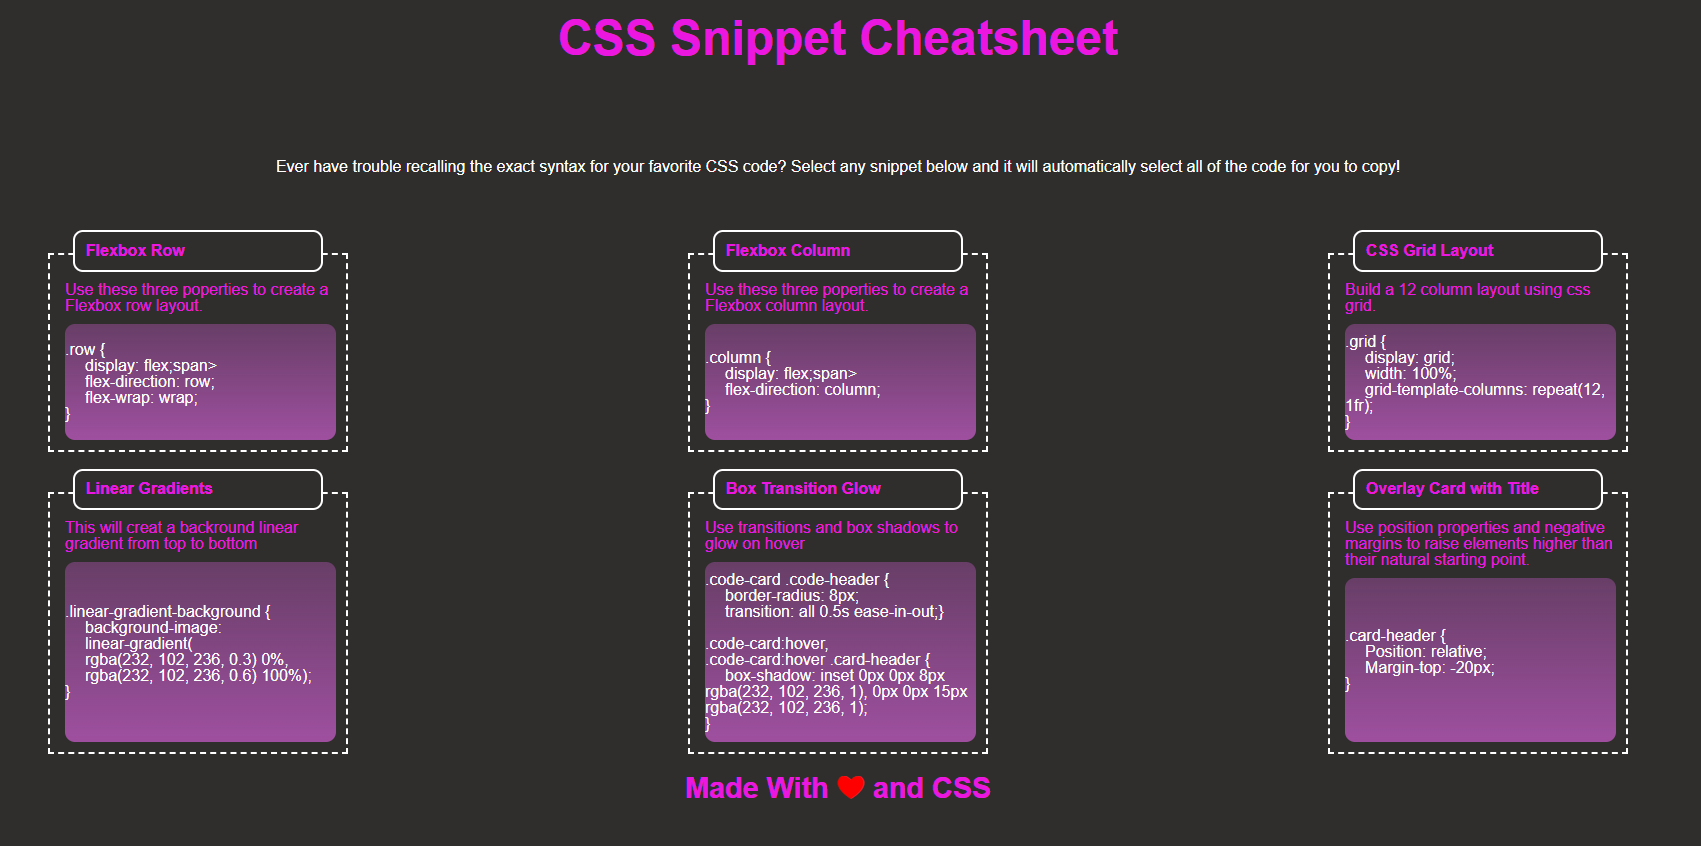 CSS Snippet Cheatsheet
Ever have trouble recalling the exact syntax for your favorite CSS code? Select any snippet below and it will automatically select all of the code for you to copy!
Flexbox Row
Use these three poperties to create a
Flexbox row layout.
.row {
display: flex;span>
flex-direction: row;
flex-wrap: wrap;
}
Flexbox Column
Use these three poperties to create a
Flexbox column layout.
.column {
display: flex;span>
flex-direction: column;
}
CSS Grid Layout
Build a 12 column layout using css
grid.
.grid {
display: grid;
width: 100%;
grid-template-columns: repeat(12,
1fr);
}
Linear Gradients
This will creat a backround linear
gradient from top to bottom
.linear-gradient-background {
background-image:
linear-gradient(
rgba(232, 102, 236, 0.3) 0%,
rgba(232, 102, 236, 0.6) 100%);
}
Box Transition Glow
Use transitions and box shadows to
glow on hover
.code-card .code-header {
border-radius: 8px;
transition: all 0.5s ease-in-out;}
.code-card:hover,
.code-card:hover .card-header {
box-shadow: inset 0px 0px 8px
rgba(232, 102, 236, 1), 0px 0px 15px
rgba(232, 102, 236, 1);
}
Overlay Card with Title
Use position properties and negative
margins to raise elements higher than
their natural starting point.
.card-header {
Position: relative;
Margin-top: -20px;
}
Made With ❤ and CSS